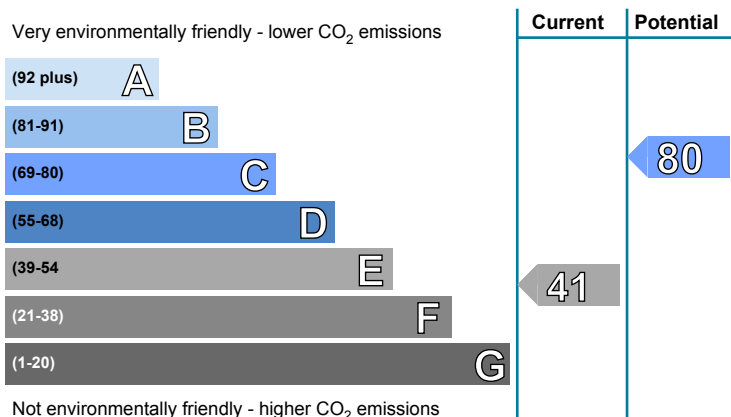 Current Potential
Very environmentally friendly - lower CO2 emissions
(92 plus) A
(81-91) B
80
(69-80) C
(55-68) D
(39-54 E
41
(21-38) F
(1-20) G
Not environmentally friendly - higher CO2 emissions